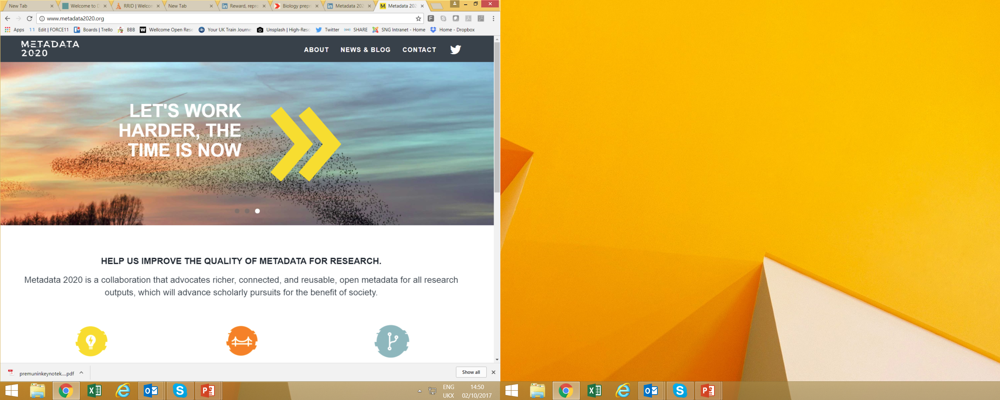 New Tab
Welcome to D
RRID | Welcon
New Tab
Reward, repro
Biology prepr
Metadata 202
Metadata 202
www.metadata2020.org
Apps
Edit | FORCE11
Boards | Trello
BBB
Wellcome Open Rese
Your UK Train Journe
Unsplash | High-Reso
Twitter
SHARE
SNG Intranet - Home
Home - Dropbox
METADATA
2020
ABOUT
NEWS & BLOG
CONTACT
LET'S WORK
HARDER, THE
TIME IS NOW
HELP US IMPROVE THE QUALITY OF METADATA FOR RESEARCH.
Metadata 2020 is a collaboration that advocates richer, connected, and reusable, open metadata for all research
outputs, which will advance scholarly pursuits for the benefit of society.
premuninkeynotek....pdf
Show all
ENG
UKX
14:50
02/10/2017